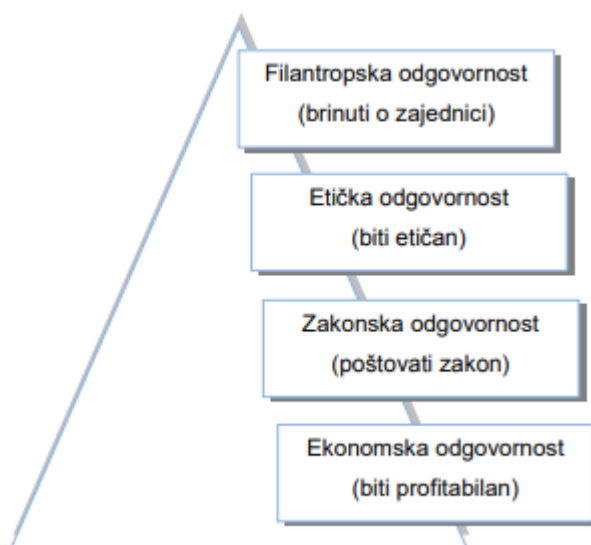 Filantropska odgovornost
(brinuti o zajednici)
Etička odgovornost
(biti etičan)
Zakonska odgovornost
(poštovati zakon)
Ekonomska odgovornost
(biti profitabilan)